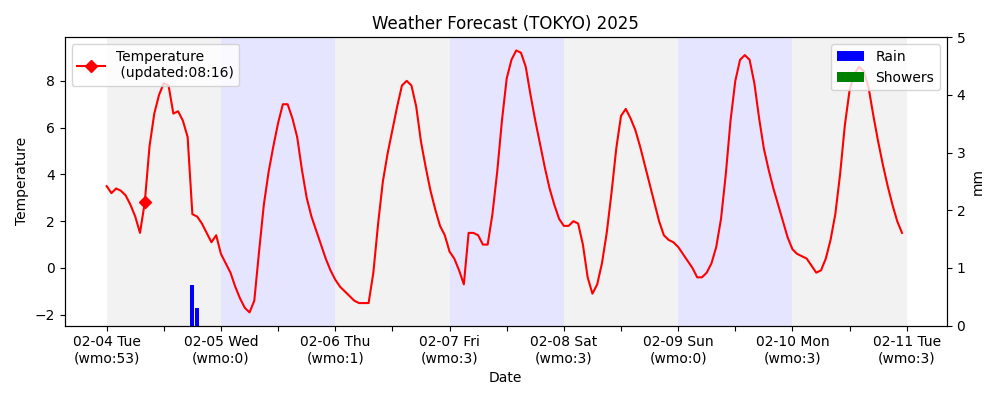 Weather Forecast (TOKYO) 2025
Temperature
(updated:08:16)
Rain
Showers
Temperature
8
6
4
2
0
−2
5
4
3
2
1
0
mm
02-04 Tue
(wmo:53)
02-05 Wed
(wmo:0)
02-06 Thu
(wmo:1)
02-07 Fri
(wmo:3)
02-08 Sat
(wmo:3)
02-09 Sun
(wmo:0)
02-10 Mon
(wmo:3)
02-11 Tue
(wmo:3)
Date